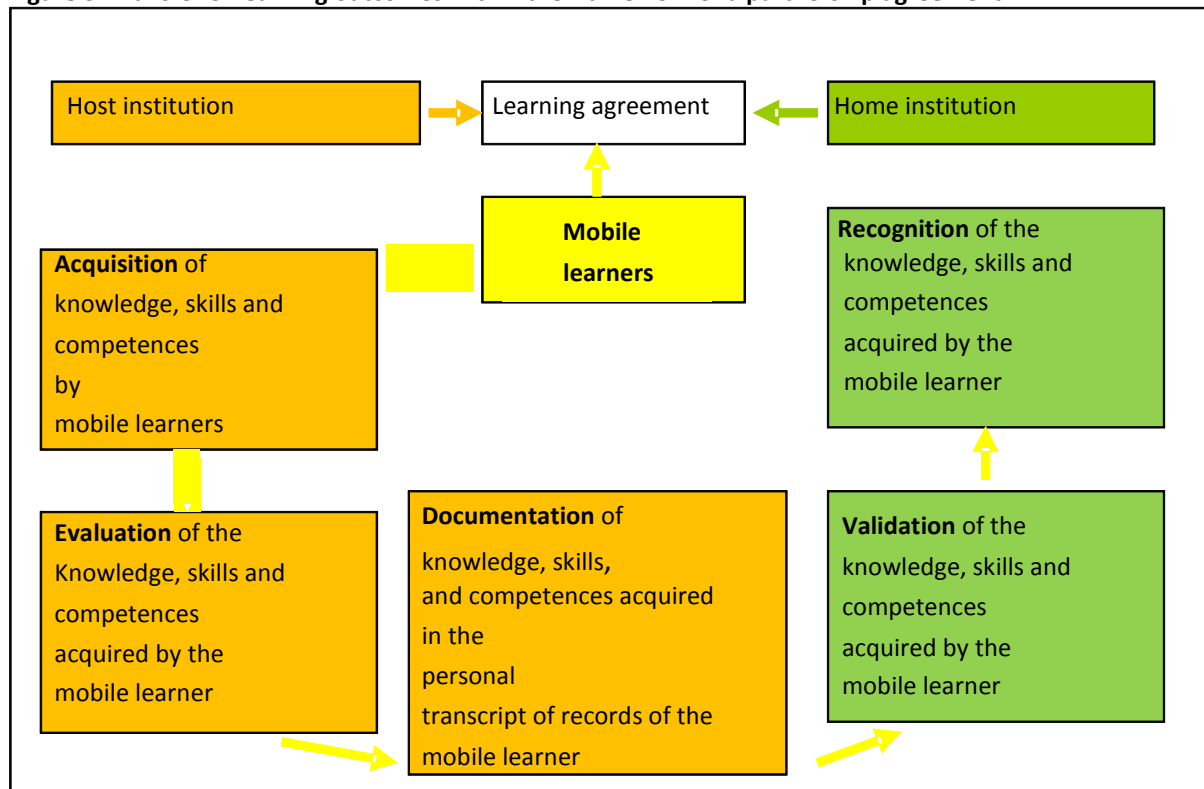 Host institution
Learning agreement
Home institution
Mobile
learners
Acquisition of
knowledge, skills and
competences
by
mobile learners
Evaluation of the
Knowledge, skills and
competences
acquired by the
mobile learner
Documentation of
knowledge, skills,
and competences acquired
in the
personal
transcript of records of the
mobile learner
Validation of the
knowledge, skills and
competences
acquired by the
mobile learner
Recognition of the
knowledge, skills and
competences
acquired by the
mobile learner